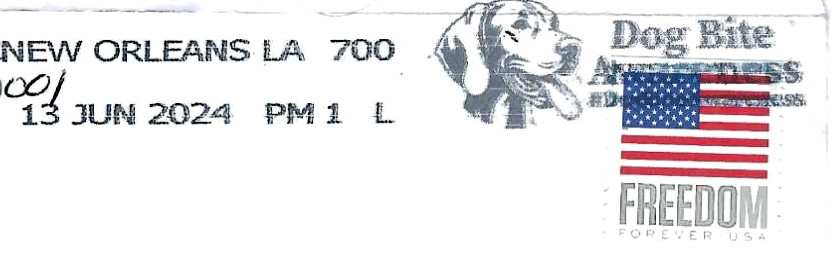 NEW ORLEANS LA 700
13 JUN 2024 PM 1 L
Dog Bite
FREEDOM
FOREVER USA